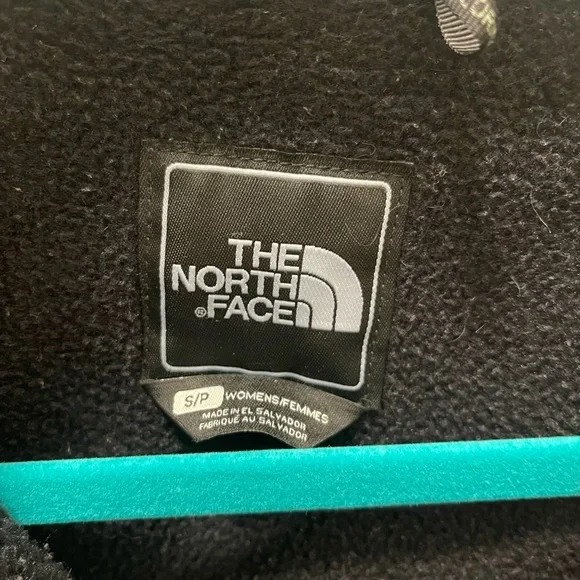 THE
NORTH
®FACE
S/P WOMENS/FEMMES
MADE IN EL SALVADOR
FABRIQUÉ AU SALVADOR